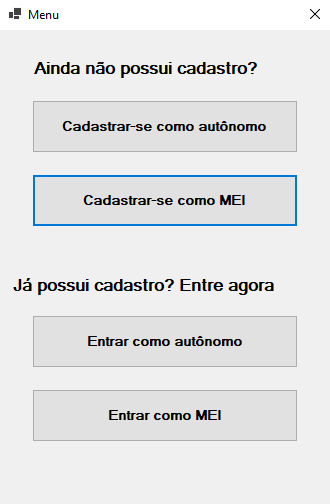 Menu
Ainda não possui cadastro?
Cadastrar-se como autônomo
Cadastrar-se como MEI
Já possui cadastro? Entre agora
Entrar como autônomo
Entrar como MEI